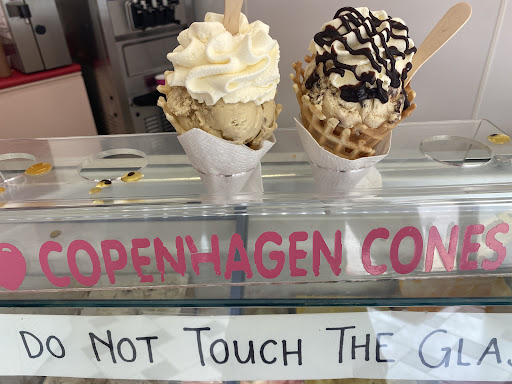 COPENHAGEN CONES
DO NOT TOUCH THE GLA